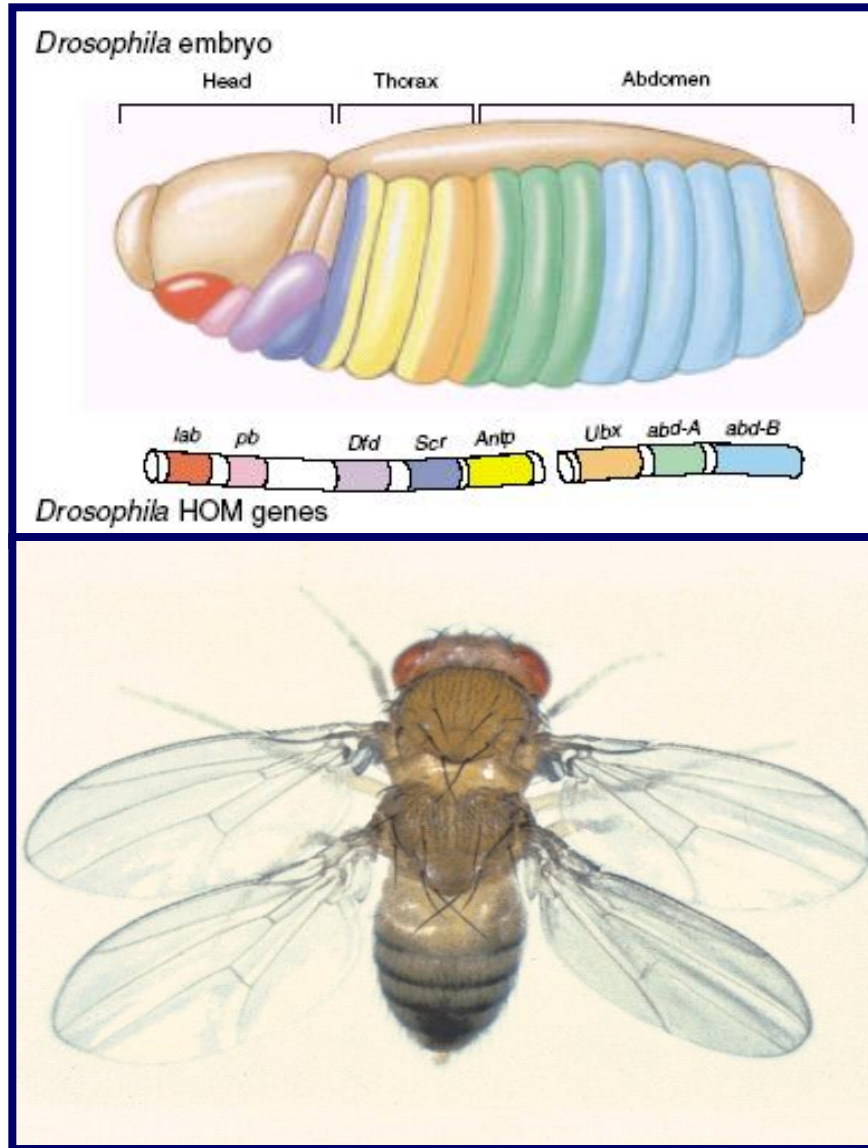 Drosophila embryo
Head Thorax Abdomen
lab pb Dfd Scr Antp Ubx abd-A abd-B
Drosophila HOM genes